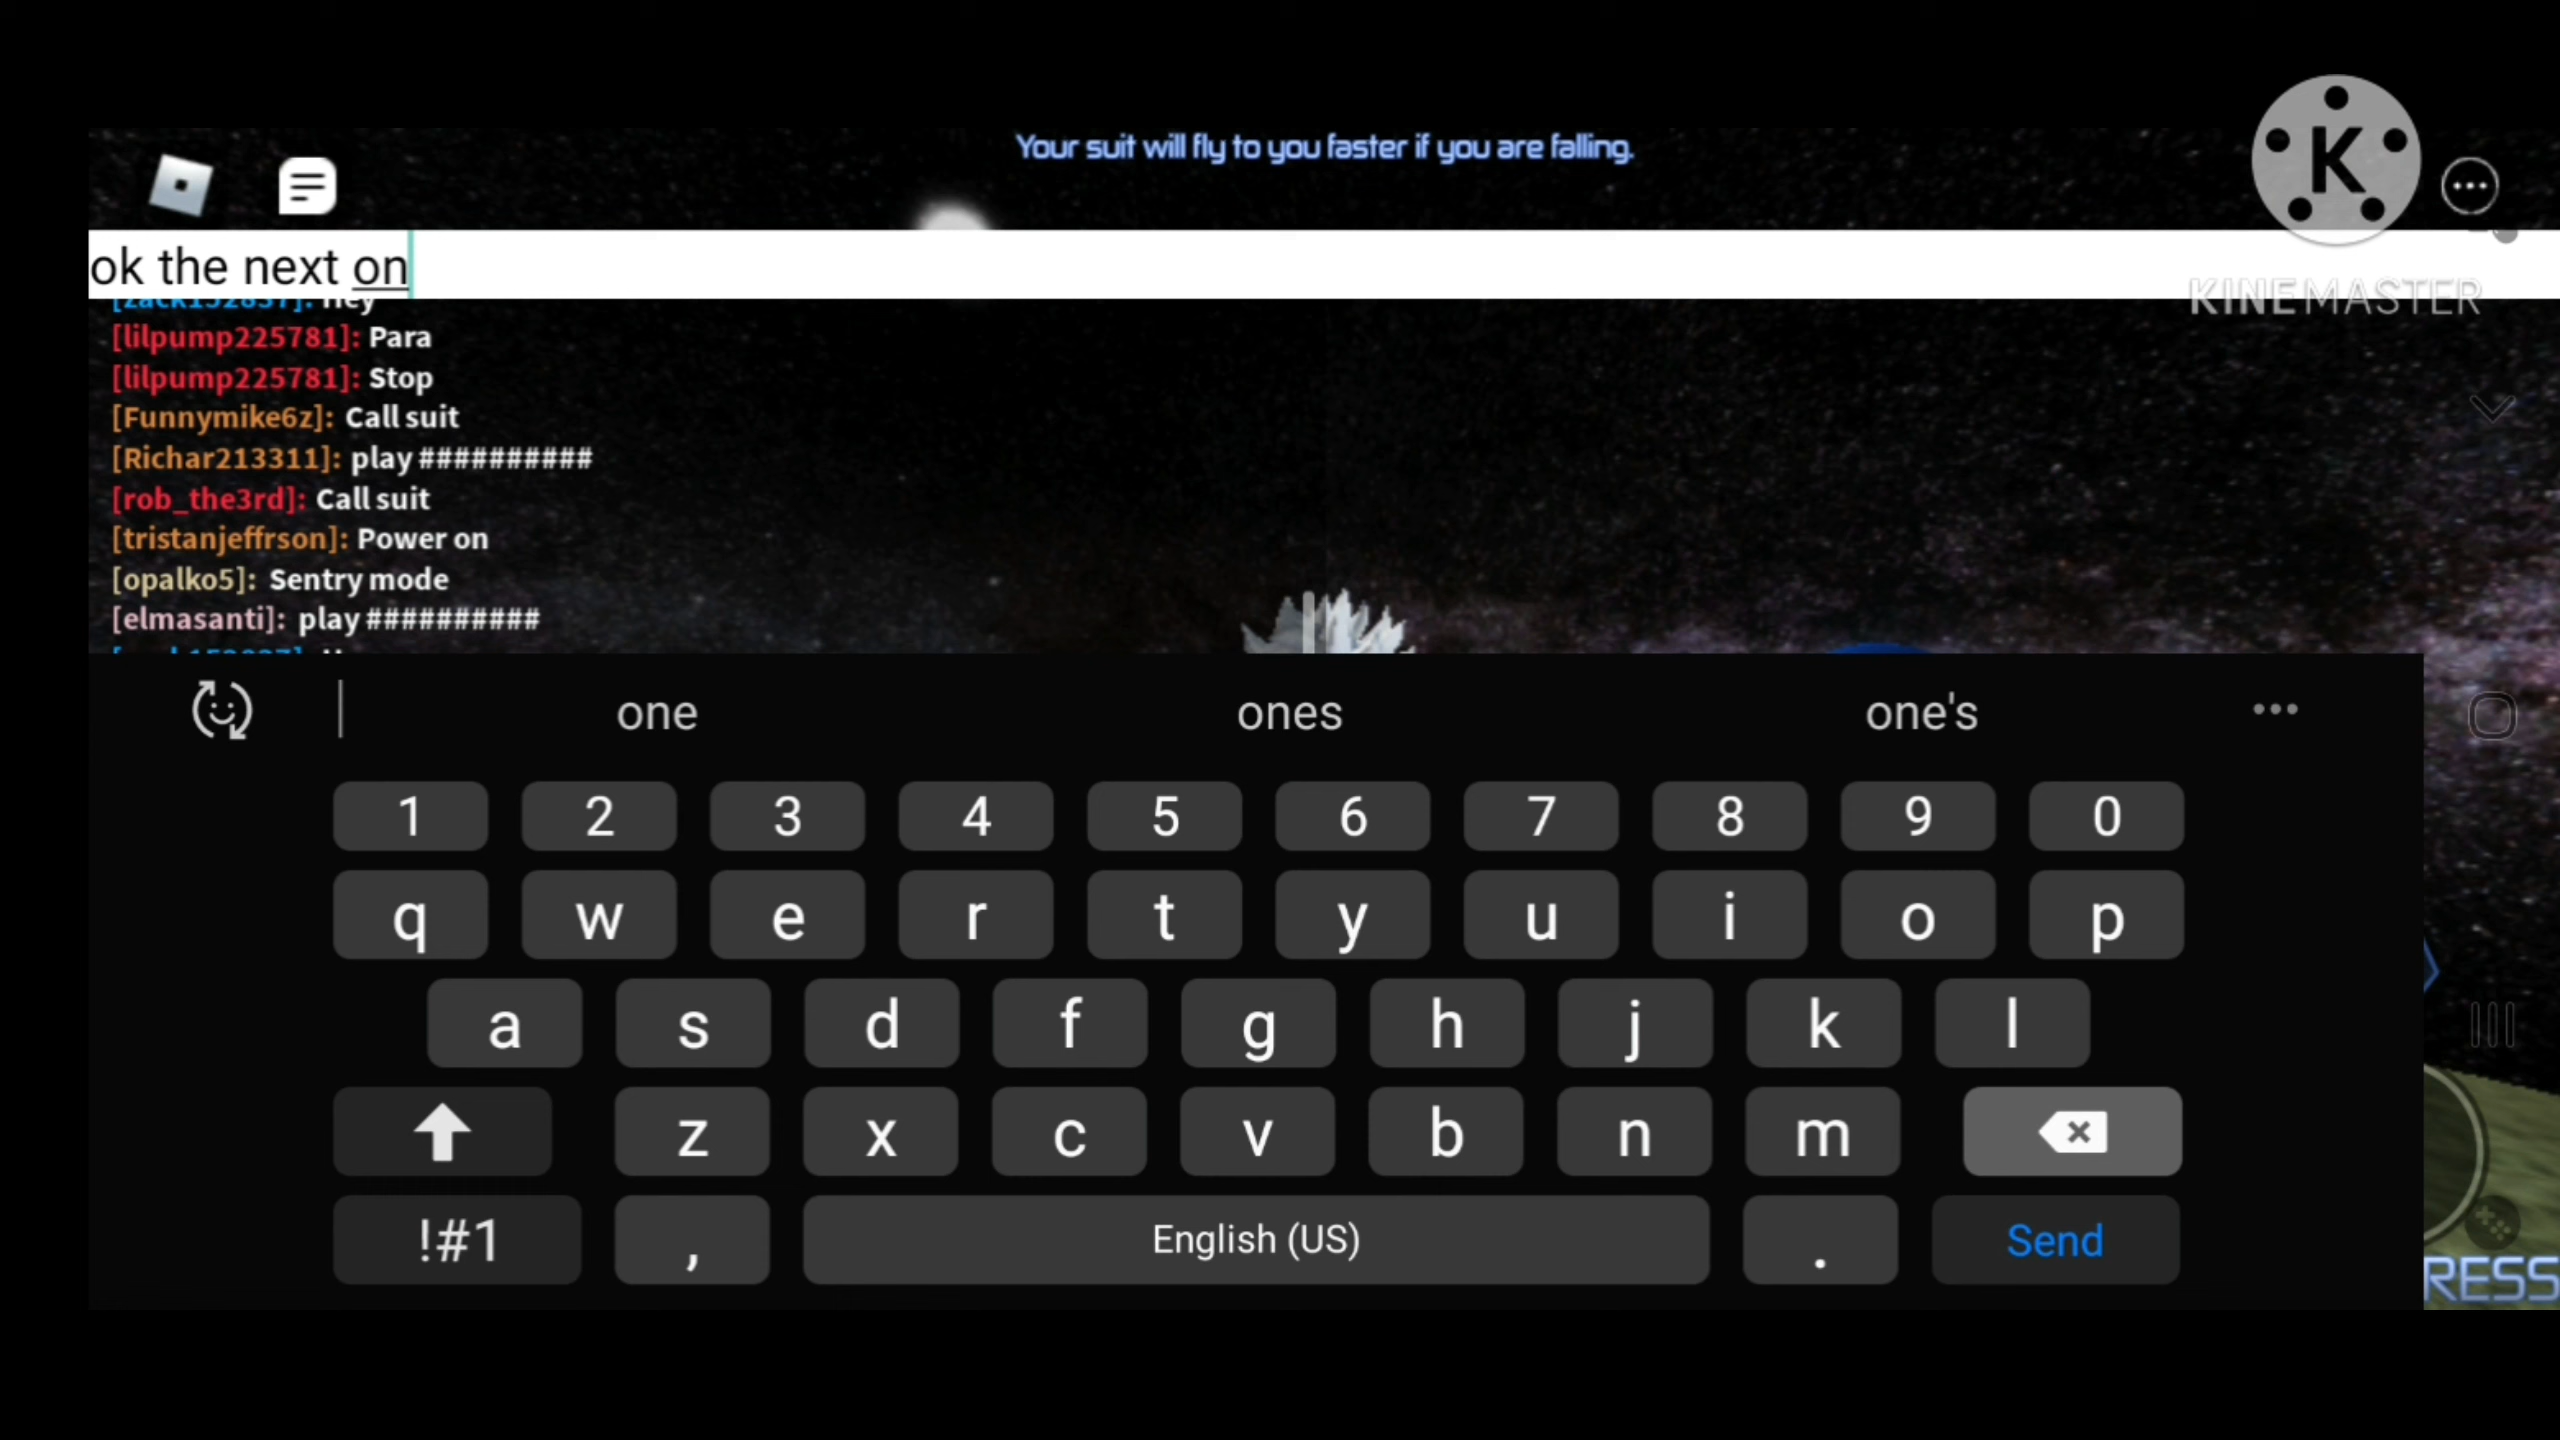 Your suit will fly to you faster if you are falling.
K
KINEMASTER
ok the next on
[zack152837]: Hey
[lilpump225781]: Para
[lilpump225781]: Stop
[Funnymike6z]: Call suit
[Richar213311]: play ##########
[rob_the3rd]: Call suit
[tristanjeffrson]: Power on
[opalko5]: Sentry mode
[elmasanti]: play ##########
one ones one's
1 2 3 4 5 6 7 8 9 0
q w e r t y u i o p
a s d f g h j k l
z x c v b n m
!#1 , English (US) . Send
RESS